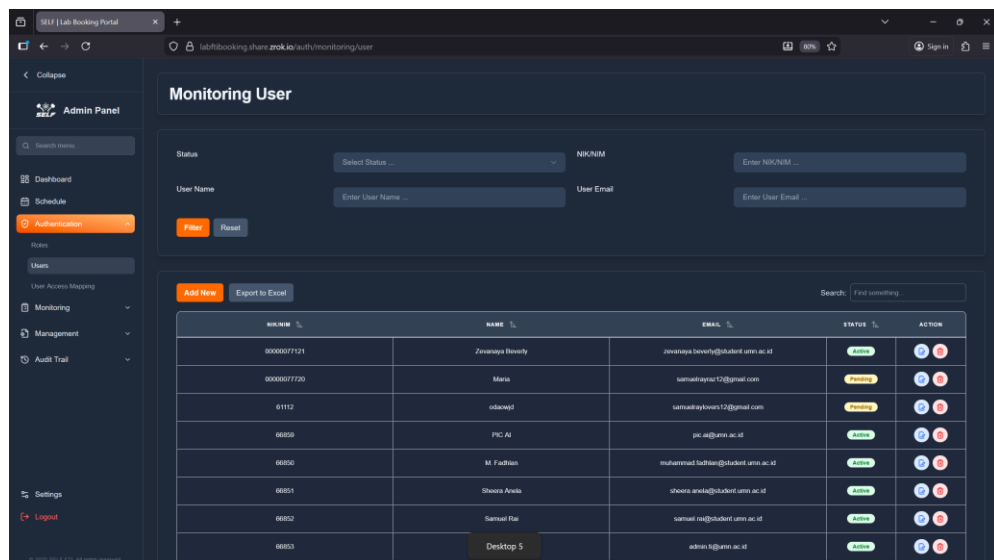 SELF | Lab Booking Portal
labftibooking.share.zrok.io/auth/monitoring/user
80%
Sign in
Collapse
SELF
Admin Panel
Search menu...
Dashboard
Schedule
Authentication
Roles
Users
User Access Mapping
Monitoring
Management
Audit Trail
Settings
Logout
Monitoring User
Status
Select Status ...
NIK/NIM
Enter NIK/NIM ...
User Name
Enter User Name ...
User Email
Enter User Email ...
Filter
Reset
Add New
Export to Excel
Search:
Find something...
NIK/NIM NAME EMAIL STATUS ACTION
00000077121 Zevanaya Beverly zevanaya.beverly@student.umn.ac.id Active
00000077720 Maria samuelrayraz12@gmail.com Pending
61112 odaowjd samuelraylovers12@gmail.com Pending
66850 PIC AI pic.ai@umn.ac.id Active
66850 M. Fadhlan muhammad.fadhlan@student.umn.ac.id Active
66851 Sheera Anela sheera.anela@student.umn.ac.id Active
66852 Samuel Rai samuel.rai@student.umn.ac.id Active
66853 admin.ti@umn.ac.id Active
Desktop 5